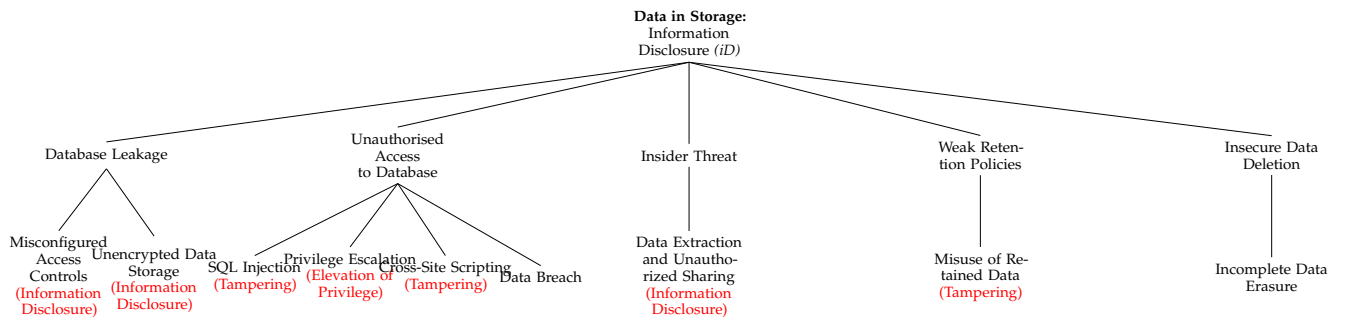 Data in Storage:
Information
Disclosure (iD)
Database Leakage
Unauthorised
Access
to Database
Insider Threat
Weak Reten-
tion Policies
Insecure Data
Deletion
Misconfigured
Access
Controls
(Information
Disclosure)
Unencrypted Data
Storage
(Information
Disclosure)
SQL Injection
(Tampering)
Privilege Escalation
(Elevation of
Privilege)
Cross-Site Scripting
(Tampering)
Data Breach
Data Extraction
and Unautho-
rized Sharing
(Information
Disclosure)
Misuse of Re-
tained Data
(Tampering)
Incomplete Data
Erasure